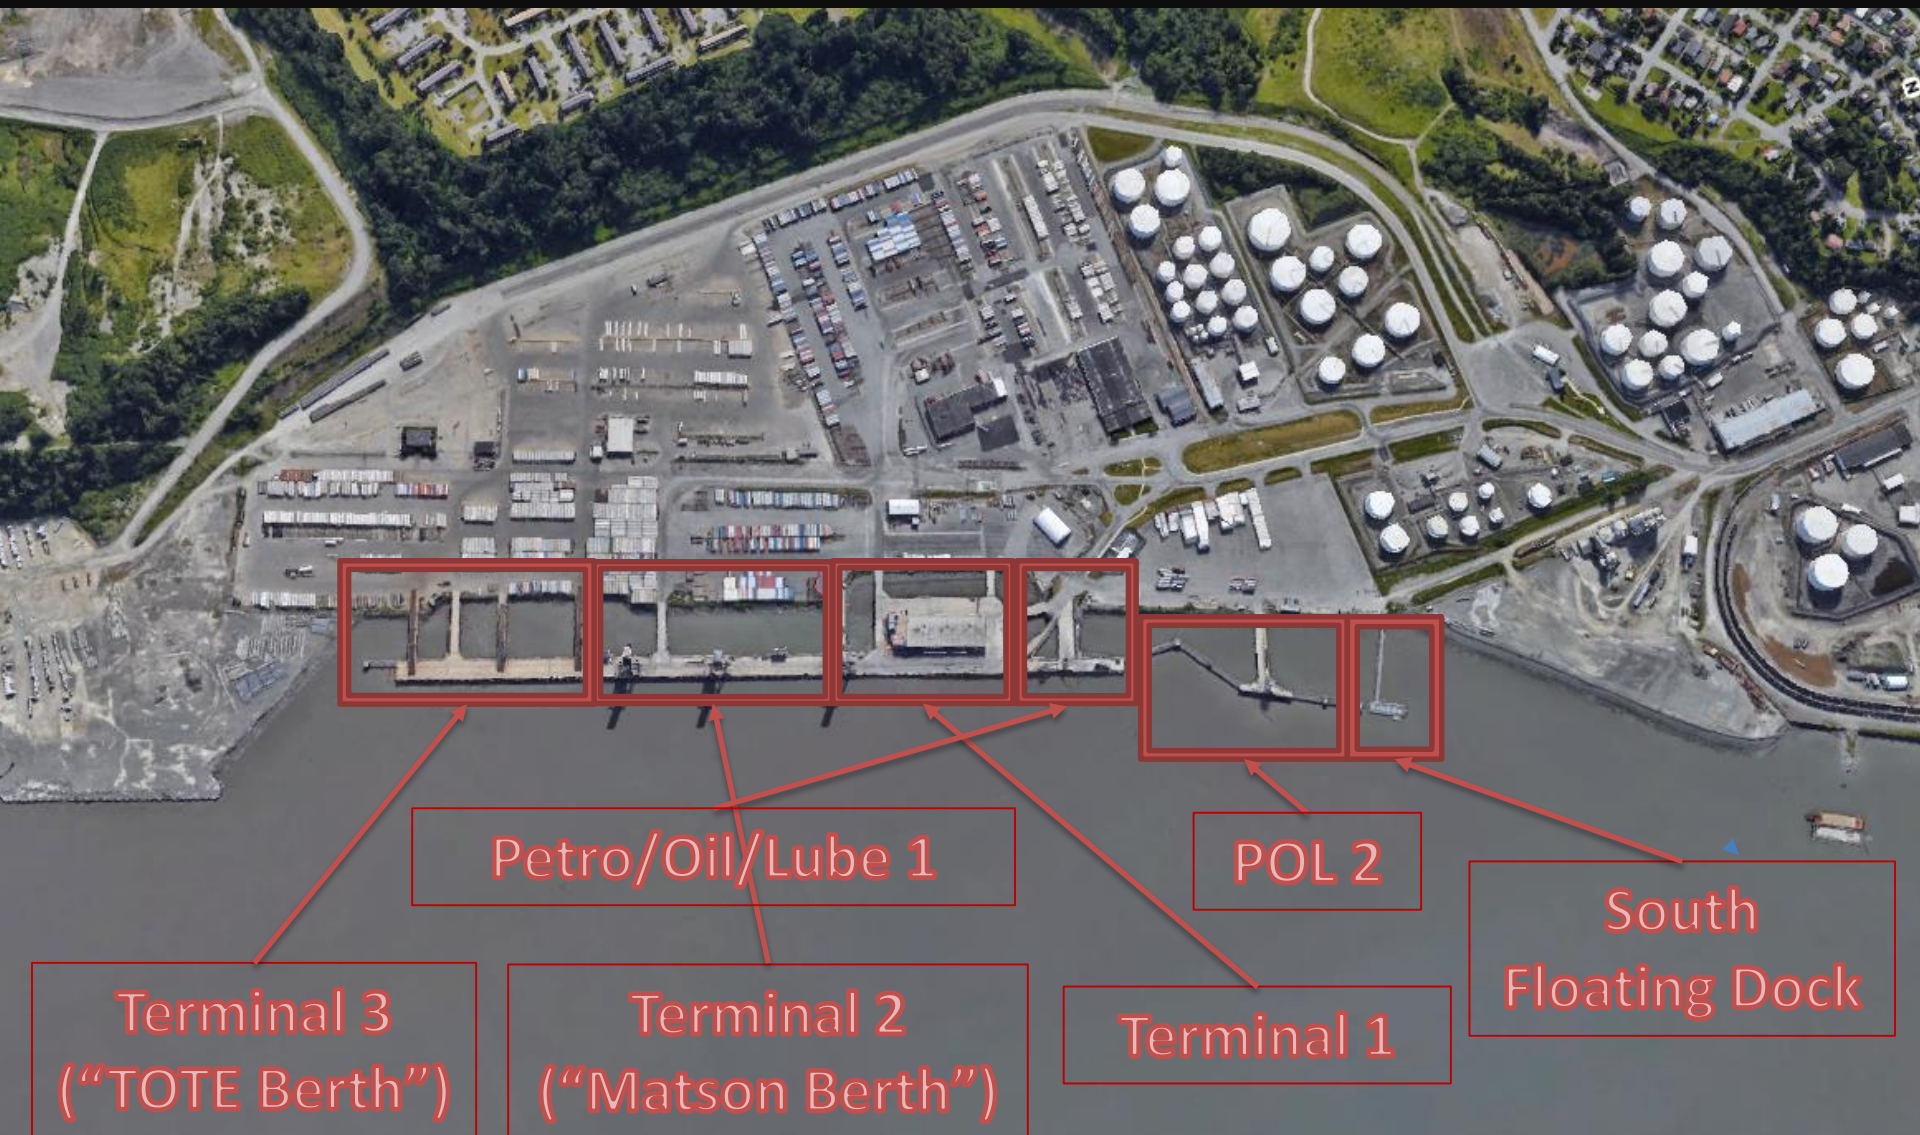 Petro/Oil/Lube 1
POL 2
South
Floating Dock
Terminal 3
("TOTE Berth")
Terminal 2
("Matson Berth")
Terminal 1
N